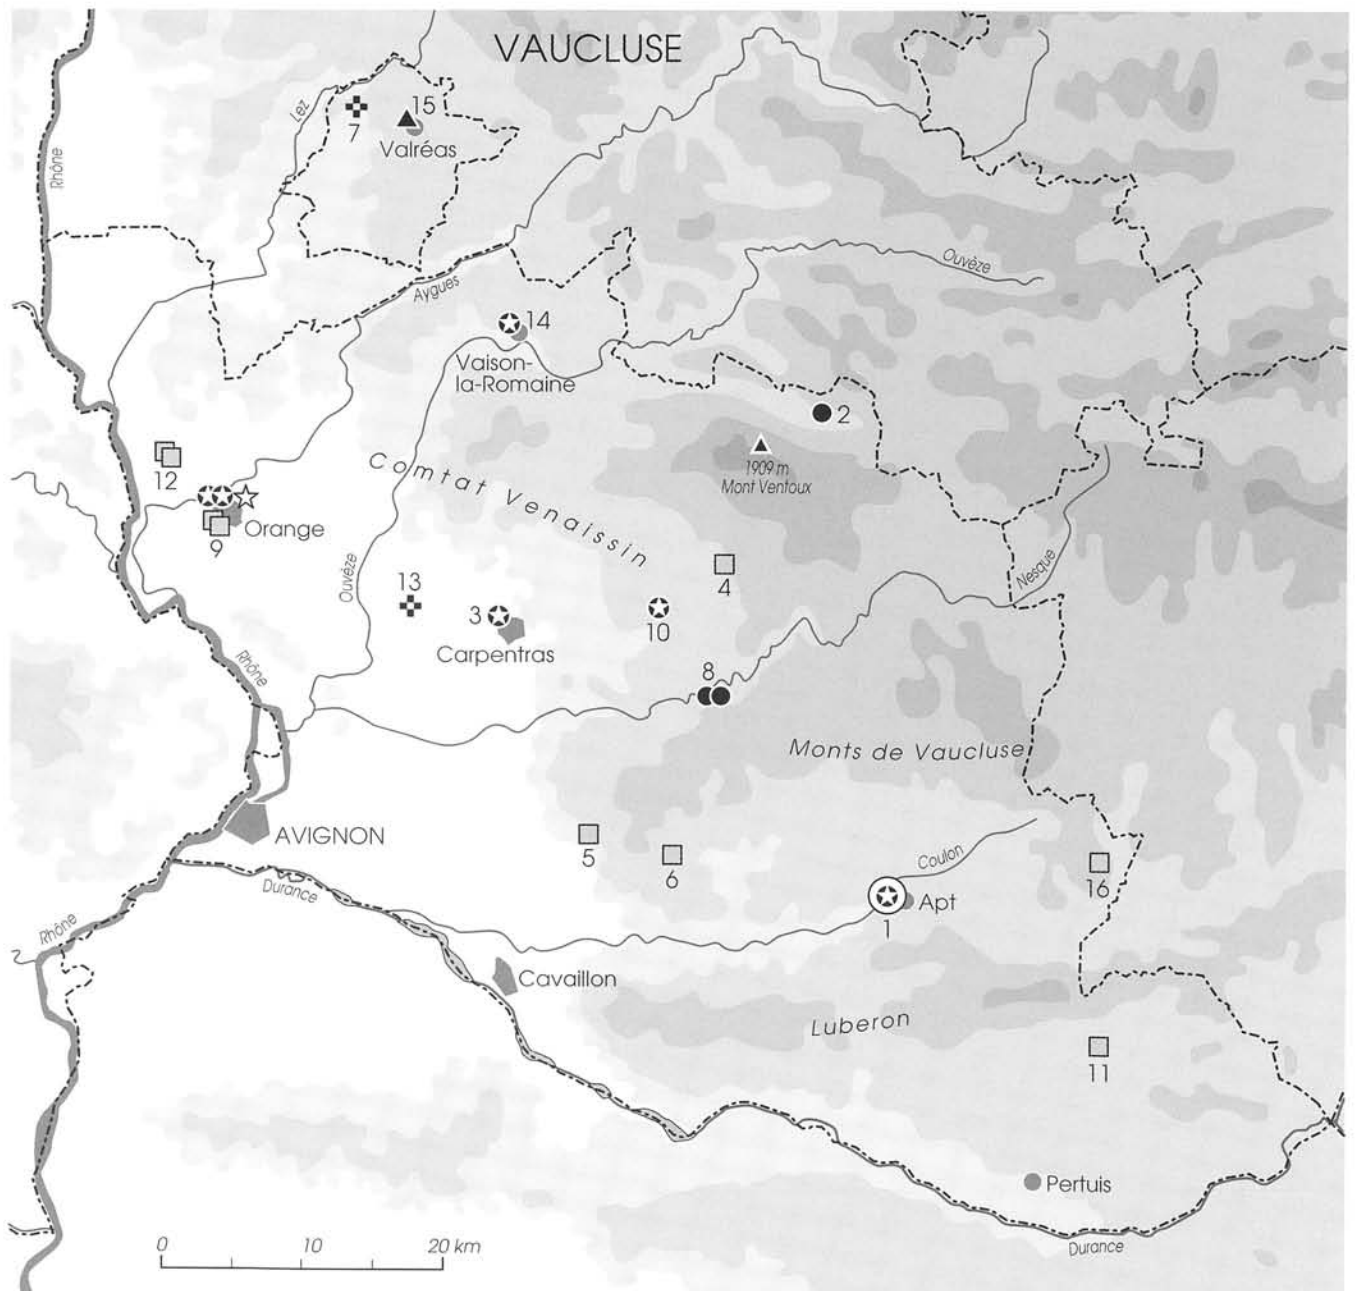 VAUCLUSE
Lez
7
15
Valréas
Rhône
Ouvèze
Aygues
14
Vaison-
la-Romaine
2
1909 m
Mont Ventoux
12
Comtat Venaissin
Orange
9
4
Nesque
Ouvèze
13
3
10
Carpentras
Rhône
8
Monts de Vaucluse
AVIGNON
5
6
Coulon
16
Durance
Apt
1
Rhône
Cavaillon
Luberon
11
Pertuis
0 10 20 km
Durance